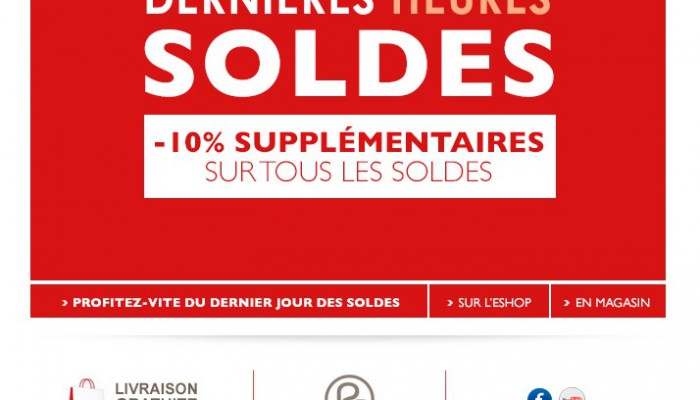 DERNIÈRES HEURES
SOLDES
-10% SUPPLÉMENTAIRES
SUR TOUS LES SOLDES
> PROFITEZ-VITE DU DERNIER JOUR DES SOLDES
> SUR L'ESHOP
> EN MAGASIN
LIVRAISON
GRATUITE